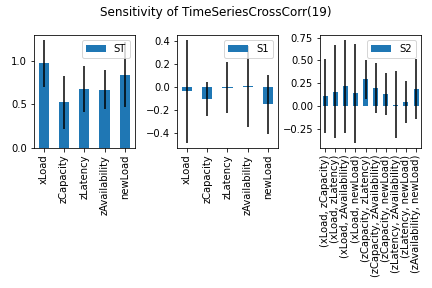 Sensitivity of TimeSeriesCrossCorr(19)
ST
1.0
0.5
0.0
xLoad
zCapacity
zLatency
zAvailability
newLoad
S1
0.4
0.2
0.0
−0.2
−0.4
xLoad
zCapacity
zLatency
zAvailability
newLoad
S2
0.75
0.50
0.25
0.00
−0.25
(xLoad, zCapacity)
(xLoad, zLatency)
(xLoad, zAvailability)
(xLoad, newLoad)
(zCapacity, zLatency)
(zCapacity, zAvailability)
(zCapacity, newLoad)
(zLatency, zAvailability)
(zLatency, newLoad)
(zAvailability, newLoad)